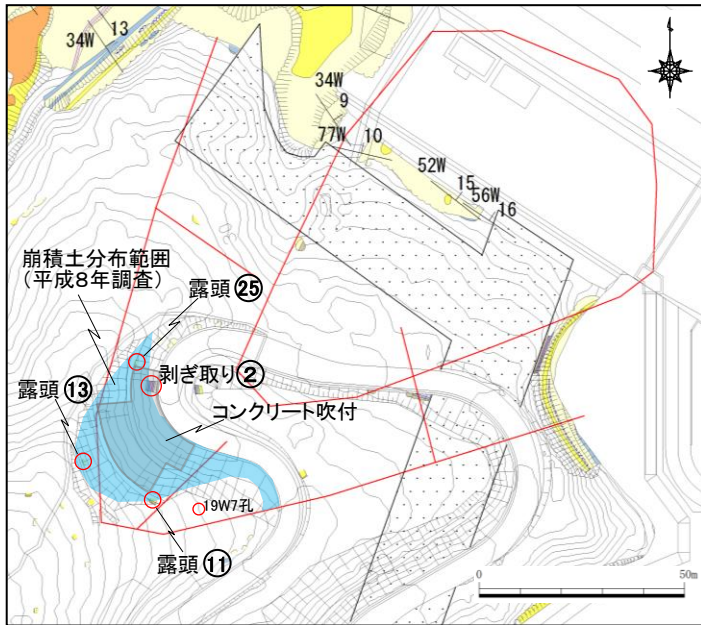 13
34W
34W
9
77W
10
52W
15
56W
16
崩積土分布範囲
(平成８年調査)
露頭㉕
剥ぎ取り②
露頭⑬
コンクリート吹付
19W7孔
露頭⑪
0
50m